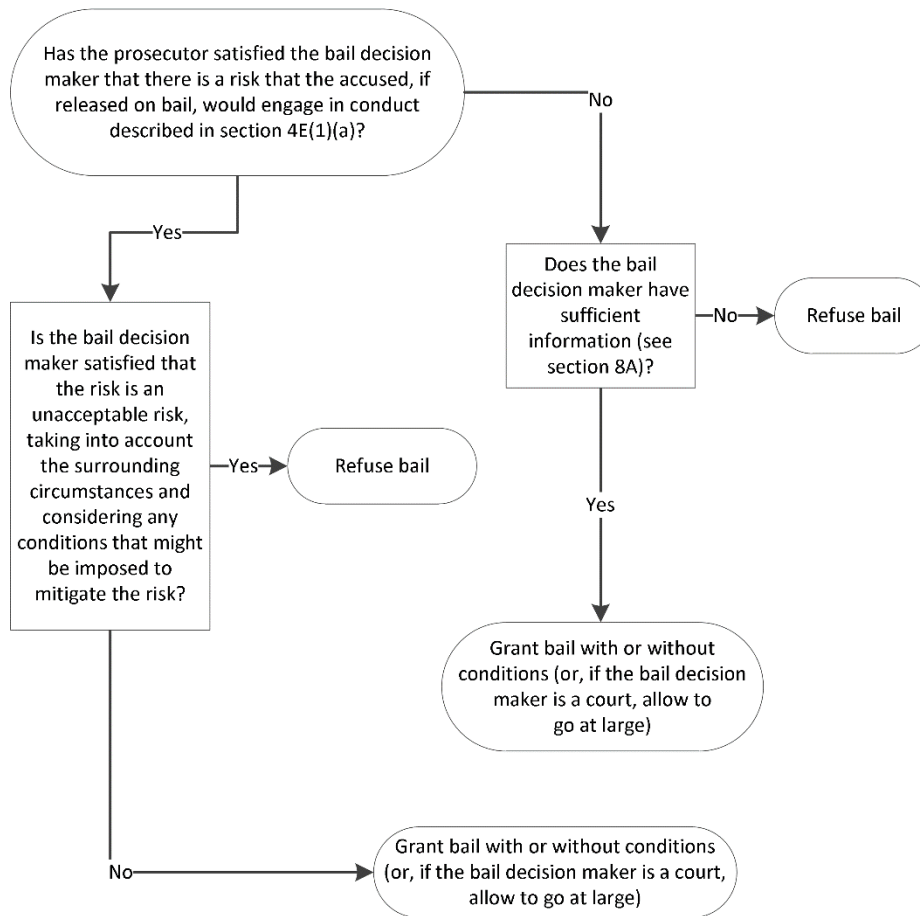 Has the prosecutor satisfied the bail decision
maker that there is a risk that the accused, if
released on bail, would engage in conduct
described in section 4E(1)(a)?
No
Yes
Does the bail
decision maker have
sufficient
information (see
section 8A)?
No
Refuse bail
Is the bail decision
maker satisfied that
the risk is an
unacceptable risk,
taking into account
the surrounding
circumstances and
considering any
conditions that might
be imposed to
mitigate the risk?
Yes
Refuse bail
Yes
Grant bail with or without
conditions (or, if the bail decision
maker is a court, allow to
go at large)
No
Grant bail with or without conditions
(or, if the bail decision maker is a court,
allow to go at large)